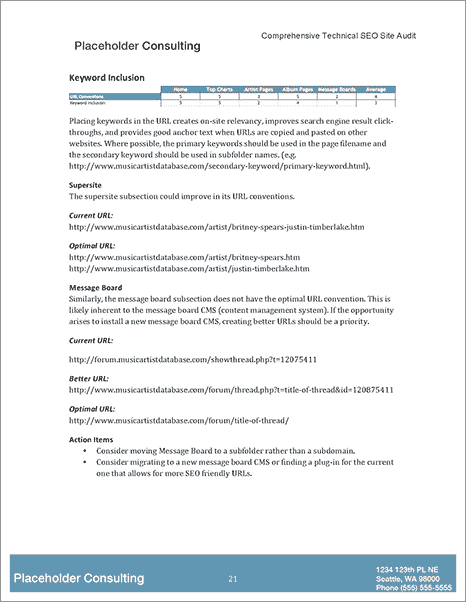 Comprehensive Technical SEO Site Audit
Placeholder Consulting
Keyword Inclusion
Home Top Charts Artist Pages Album Pages Message Boards Average
URL Conventions 5 5 3 5 2 4
Keyword Inclusion 5 5 2 4 1 3
Placing keywords in the URL creates on-site relevancy, improves search engine result click-
throughs, and provides good anchor text when URLs are copied and pasted on other
websites. Where possible, the primary keywords should be used in the page filename and
the secondary keyword should be used in subfolder names. (e.g.
http://www.musicartistdatabase.com/secondary-keyword/primary-keyword.html).
Supersite
The supersite subsection could improve in its URL conventions.
Current URL:
http://www.musicartistdatabase.com/artist/britney-spears-justin-timberlake.htm
Optimal URL:
http://www.musicartistdatabase.com/artist/britney-spears.htm
http://www.musicartistdatabase.com/artist/justin-timberlake.htm
Message Board
Similarly, the message board subsection does not have the optimal URL convention. This is
likely inherent to the message board CMS (content management system). If the opportunity
arises to install a new message board CMS, creating better URLs should be a priority.
Current URL:
http://forum.musicartistdatabase.com/showthread.php?t=12075411
Better URL:
http://www.musicartistdatabase.com/forum/thread.php?t=title-of-thread&id=120875411
Optimal URL:
http://www.musicartistdatabase.com/forum/title-of-thread/
Action Items
• Consider moving Message Board to a subfolder rather than a subdomain.
• Consider migrating to a new message board CMS or finding a plug-in for the current
one that allows for more SEO friendly URLs.
Placeholder Consulting
21
1234 123th PL NE
Seattle, WA 98000
Phone (555) 555-5555